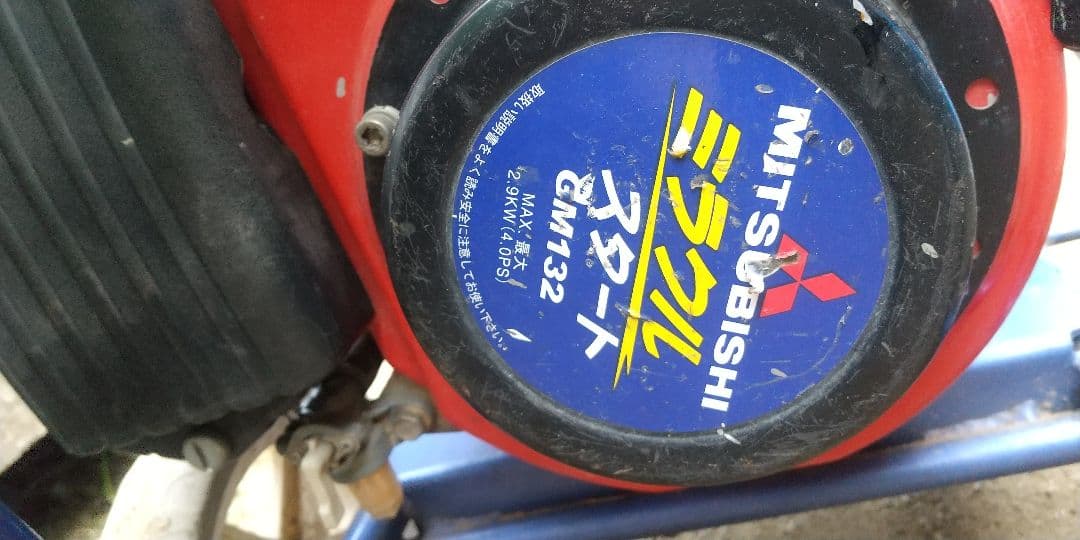 MITSUBISHI
ミラクル
スタート
GM132
MAX. 最大
2.9KW(4.0PS)
取扱い説明書をよく読み安全に注意してお使い下さい。